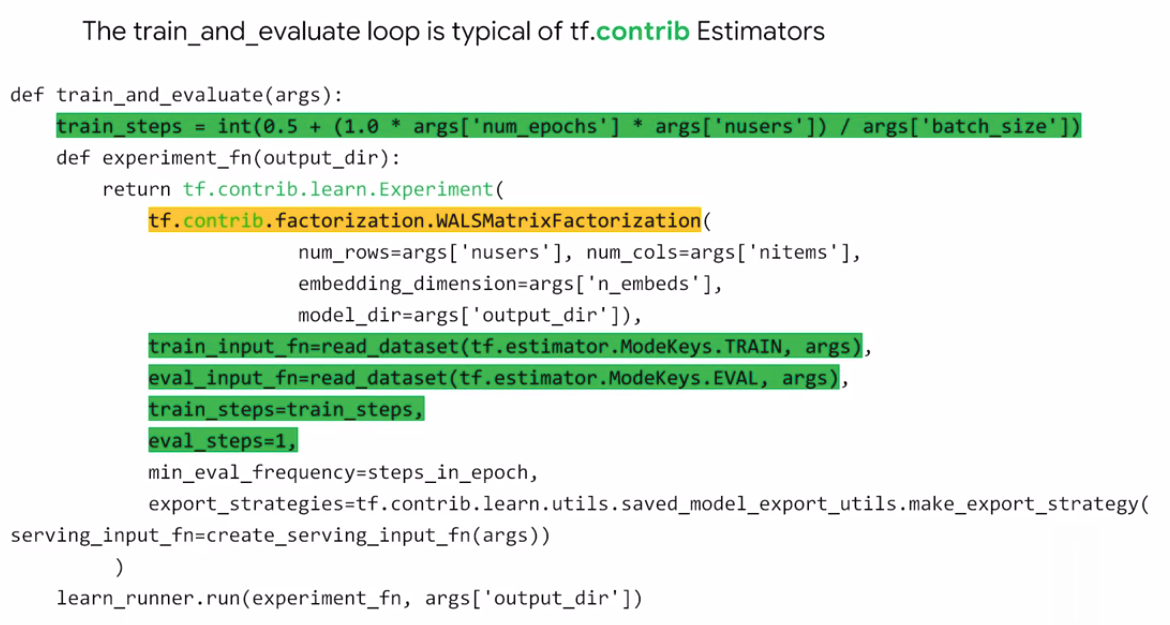 The train_and_evaluate loop is typical of tf.contrib Estimators
def train_and_evaluate(args):
train_steps = int(0.5 + (1.0 * args['num_epochs'] * args['nusers']) / args['batch_size'])
def experiment_fn(output_dir):
return tf.contrib.learn.Experiment(
tf.contrib.factorization.WALSMatrixFactorization(
num_rows=args['nusers'], num_cols=args['nitems'],
embedding_dimension=args['n_embeds'],
model_dir=args['output_dir']),
train_input_fn=read_dataset(tf.estimator.ModeKeys.TRAIN, args),
eval_input_fn=read_dataset(tf.estimator.ModeKeys.EVAL, args),
train_steps=train_steps,
eval_steps=1,
min_eval_frequency=steps_in_epoch,
export_strategies=tf.contrib.learn.utils.saved_model_export_utils.make_export_strategy(
serving_input_fn=create_serving_input_fn(args))
)
learn_runner.run(experiment_fn, args['output_dir'])